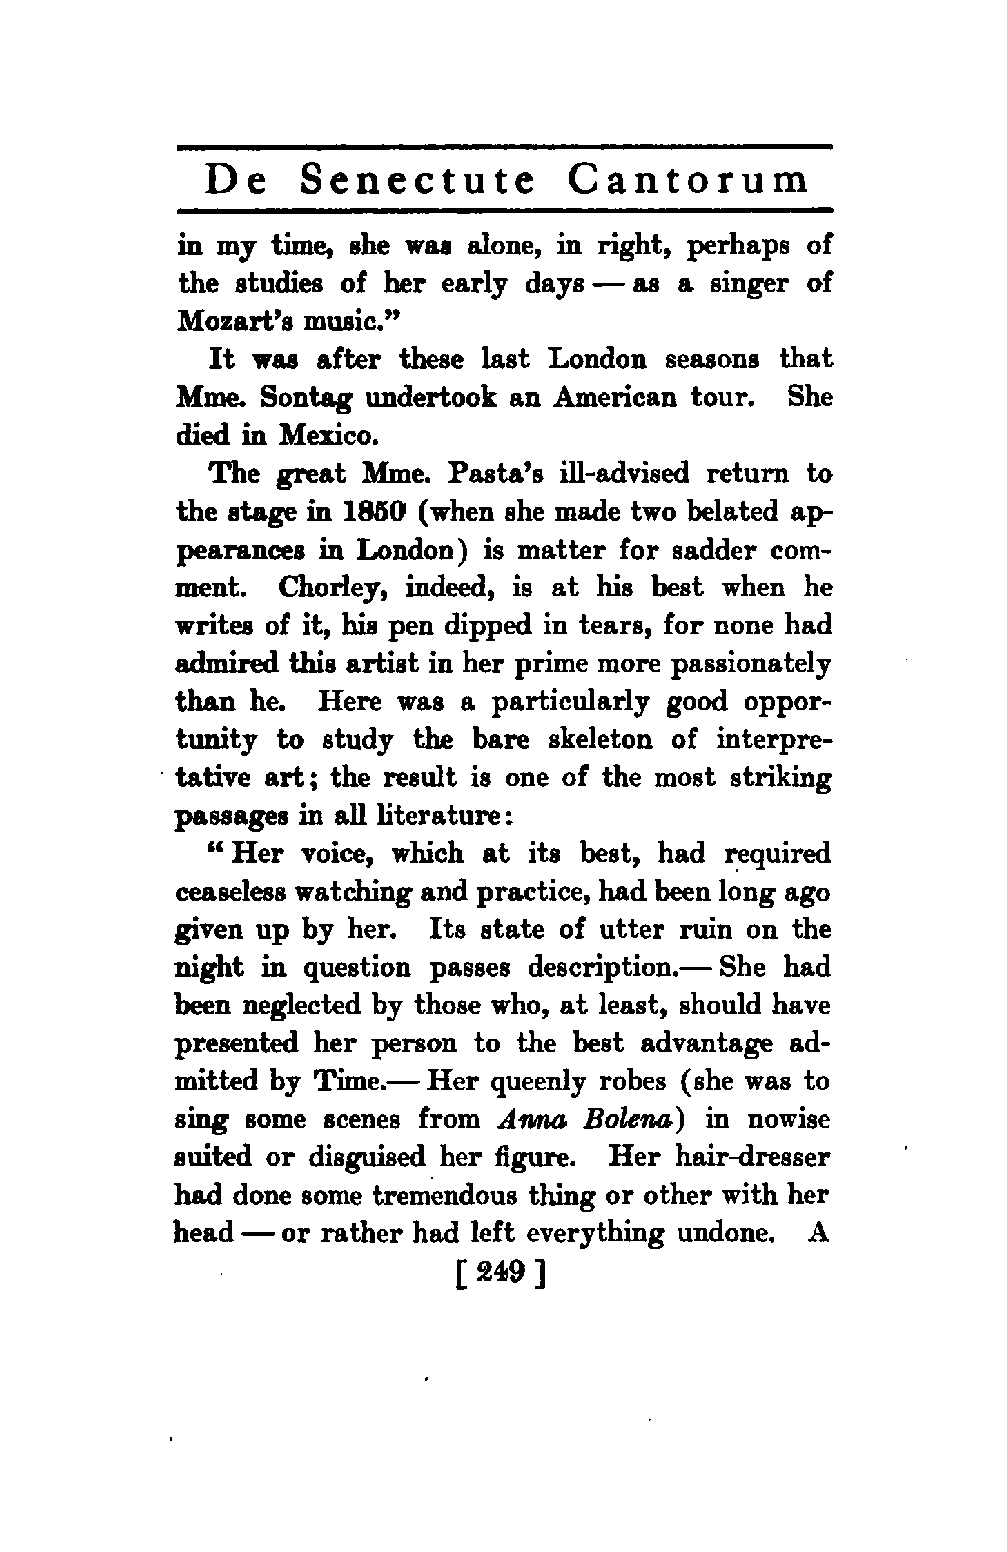 De Senectute Cantorum
in my time, she was alone, in right, perhaps of
the studies of her early days — as a singer of
Mozart's music."
It was after these last London seasons that
Mme. Sontag undertook an American tour. She
died in Mexico.
The great Mme. Pasta's ill-advised return to
the stage in 1850 (when she made two belated ap-
pearances in London) is matter for sadder com-
ment. Chorley, indeed, is at his best when he
writes of it, his pen dipped in tears, for none had
admired this artist in her prime more passionately
than he. Here was a particularly good oppor-
tunity to study the bare skeleton of interpre-
tative art; the result is one of the most striking
passages in all literature:
"Her voice, which at its best, had required
ceaseless watching and practice, had been long ago
given up by her. Its state of utter ruin on the
night in question passes description.— She had
been neglected by those who, at least, should have
presented her person to the best advantage ad-
mitted by Time.— Her queenly robes (she was to
sing some scenes from Anna Bolena) in nowise
suited or disguised her figure. Her hair-dresser
had done some tremendous thing or other with her
head — or rather had left everything undone. A
[ 249 ]